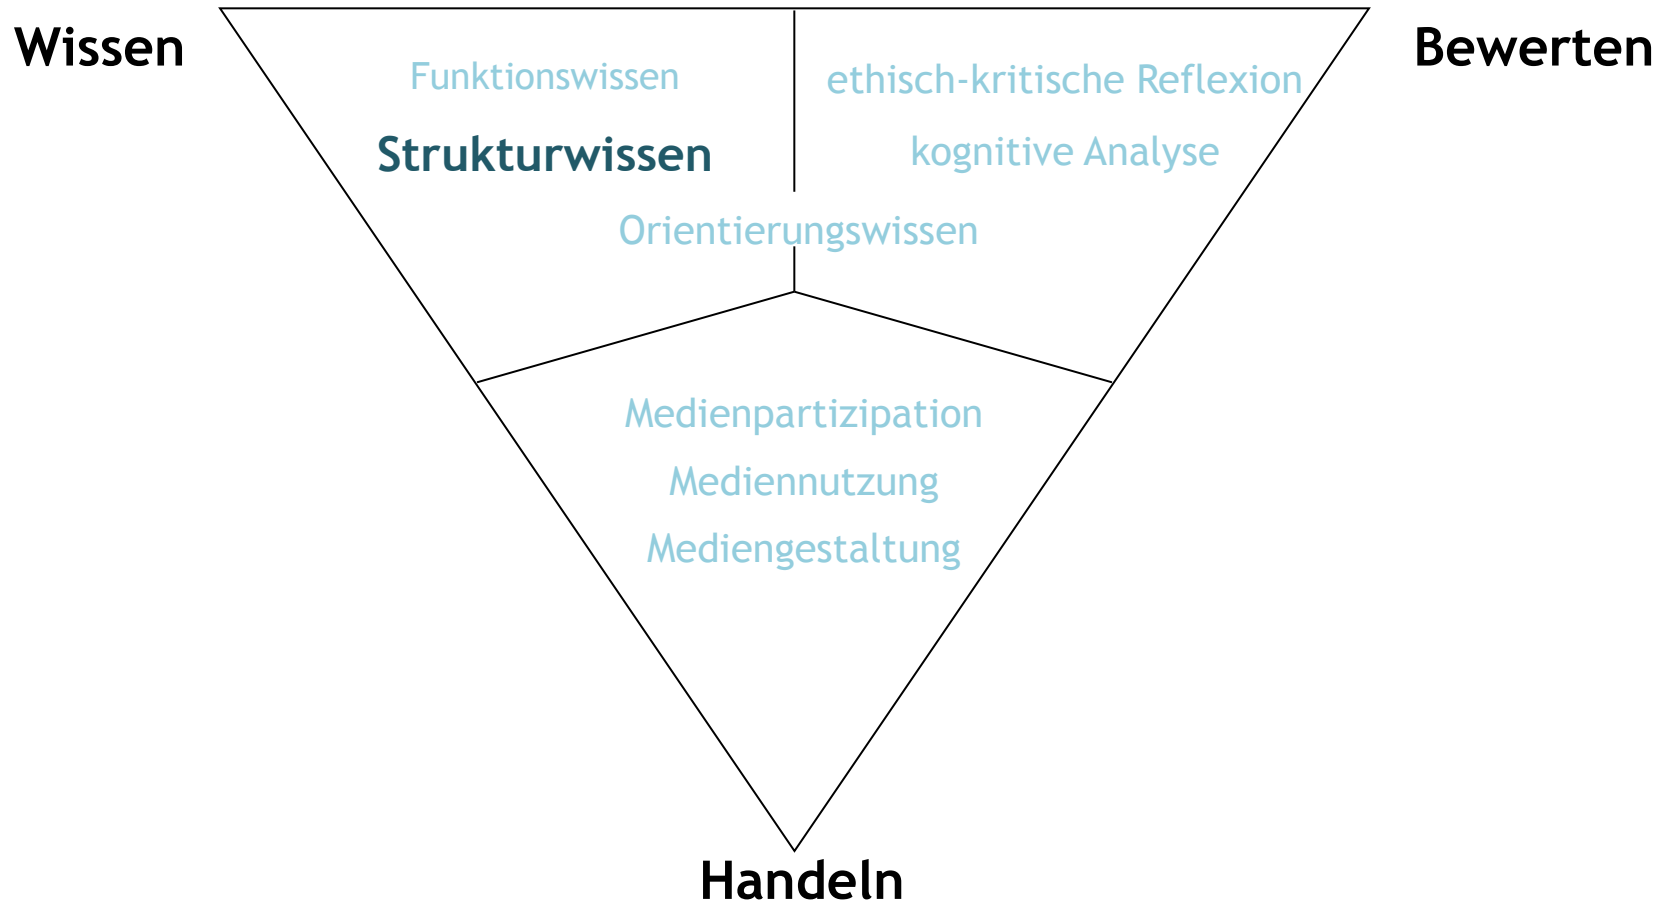 Wissen
Bewerten
Funktionswissen
ethisch-kritische Reflexion
Strukturwissen
kognitive Analyse
Orientierungswissen
Medienpartizipation
Mediennutzung
Mediengestaltung
Handeln